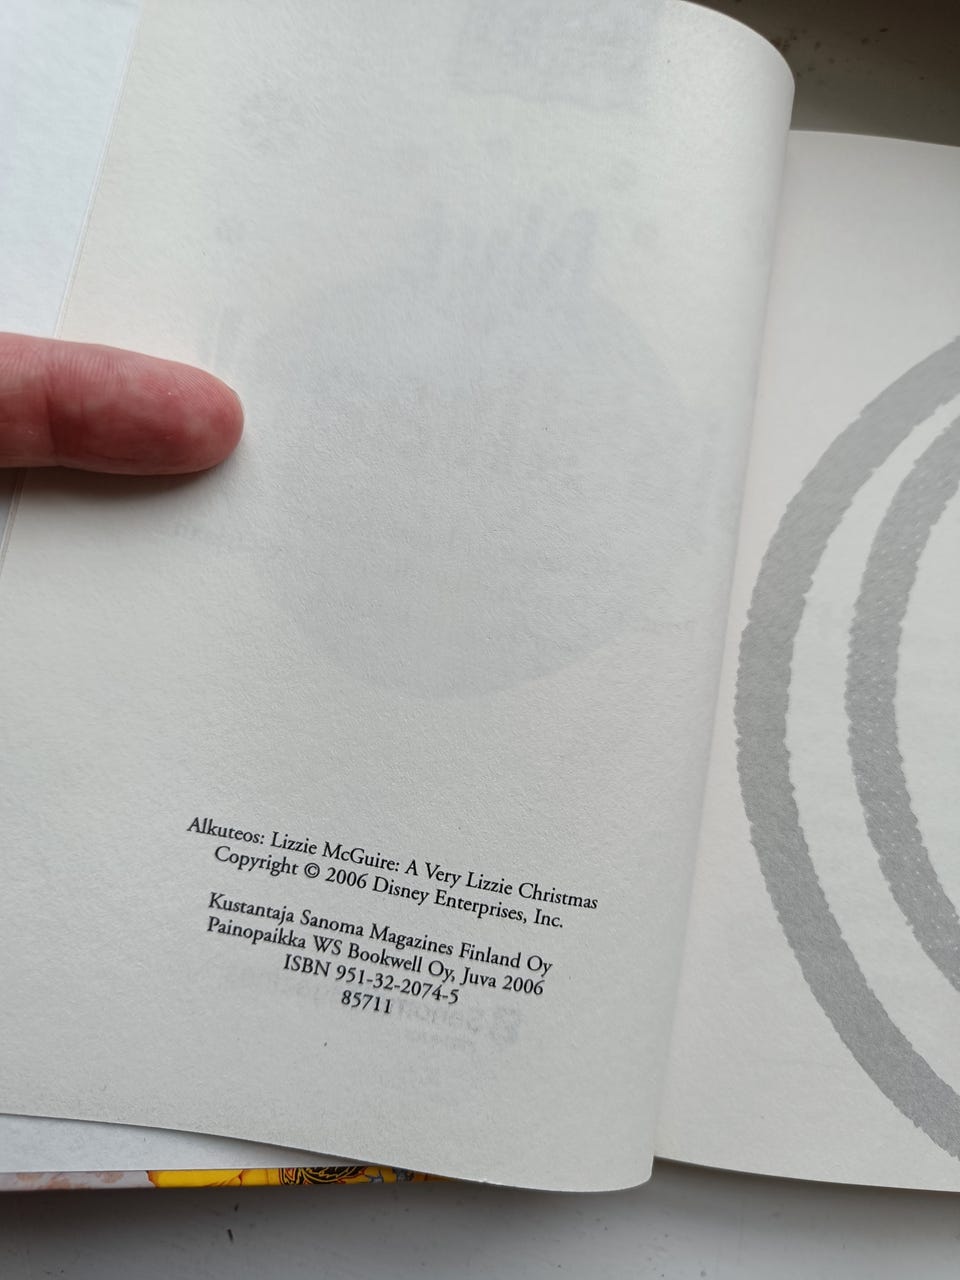 Alkuteos: Lizzie McGuire: A Very Lizzie Christmas
Copyright © 2006 Disney Enterprises, Inc.
Kustantaja Sanoma Magazines Finland Oy
Painopaikka WS Bookwell Oy, Juva 2006
ISBN 951-32-2074-5
85711